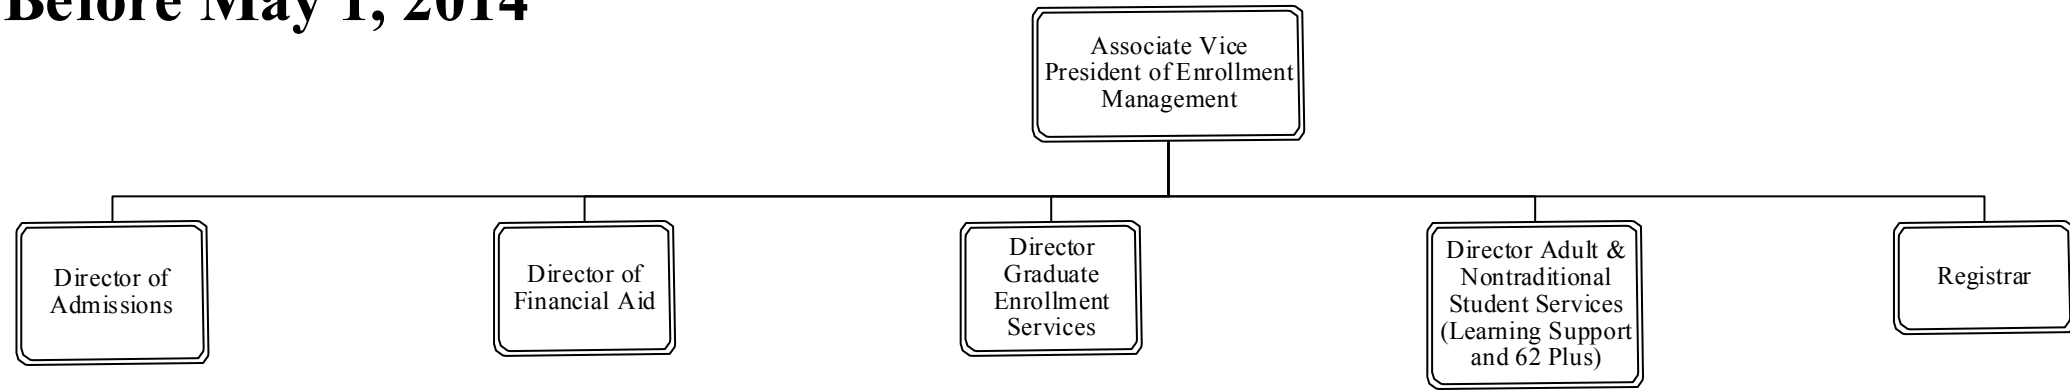 Before May 1, 2014
Associate Vice
President of Enrollment
Management
Director of
Admissions
Director of
Financial Aid
Director
Graduate
Enrollment
Services
Director Adult &
Nontraditional
Student Services
(Learning Support
and 62 Plus)
Registrar